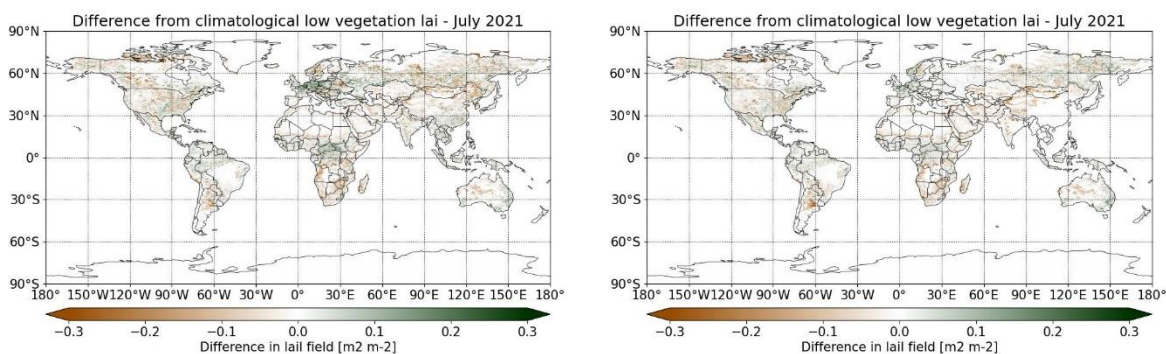 Difference from climatological low vegetation lai - July 2021
90°N
60°N
30°N
0°
30°S
60°S
90°S
180° 150°W 120°W 90°W 60°W 30°W 0° 30°E 60°E 90°E 120°E 150°E 180°
−0.3 −0.2 −0.1 0.0 0.1 0.2 0.3
Difference in lail field [m2 m-2]
Difference from climatological low vegetation lai - July 2021
90°N
60°N
30°N
0°
30°S
60°S
90°S
180° 150°W 120°W 90°W 60°W 30°W 0° 30°E 60°E 90°E 120°E 150°E 180°
−0.3 −0.2 −0.1 0.0 0.1 0.2 0.3
Difference in lail field [m2 m-2]